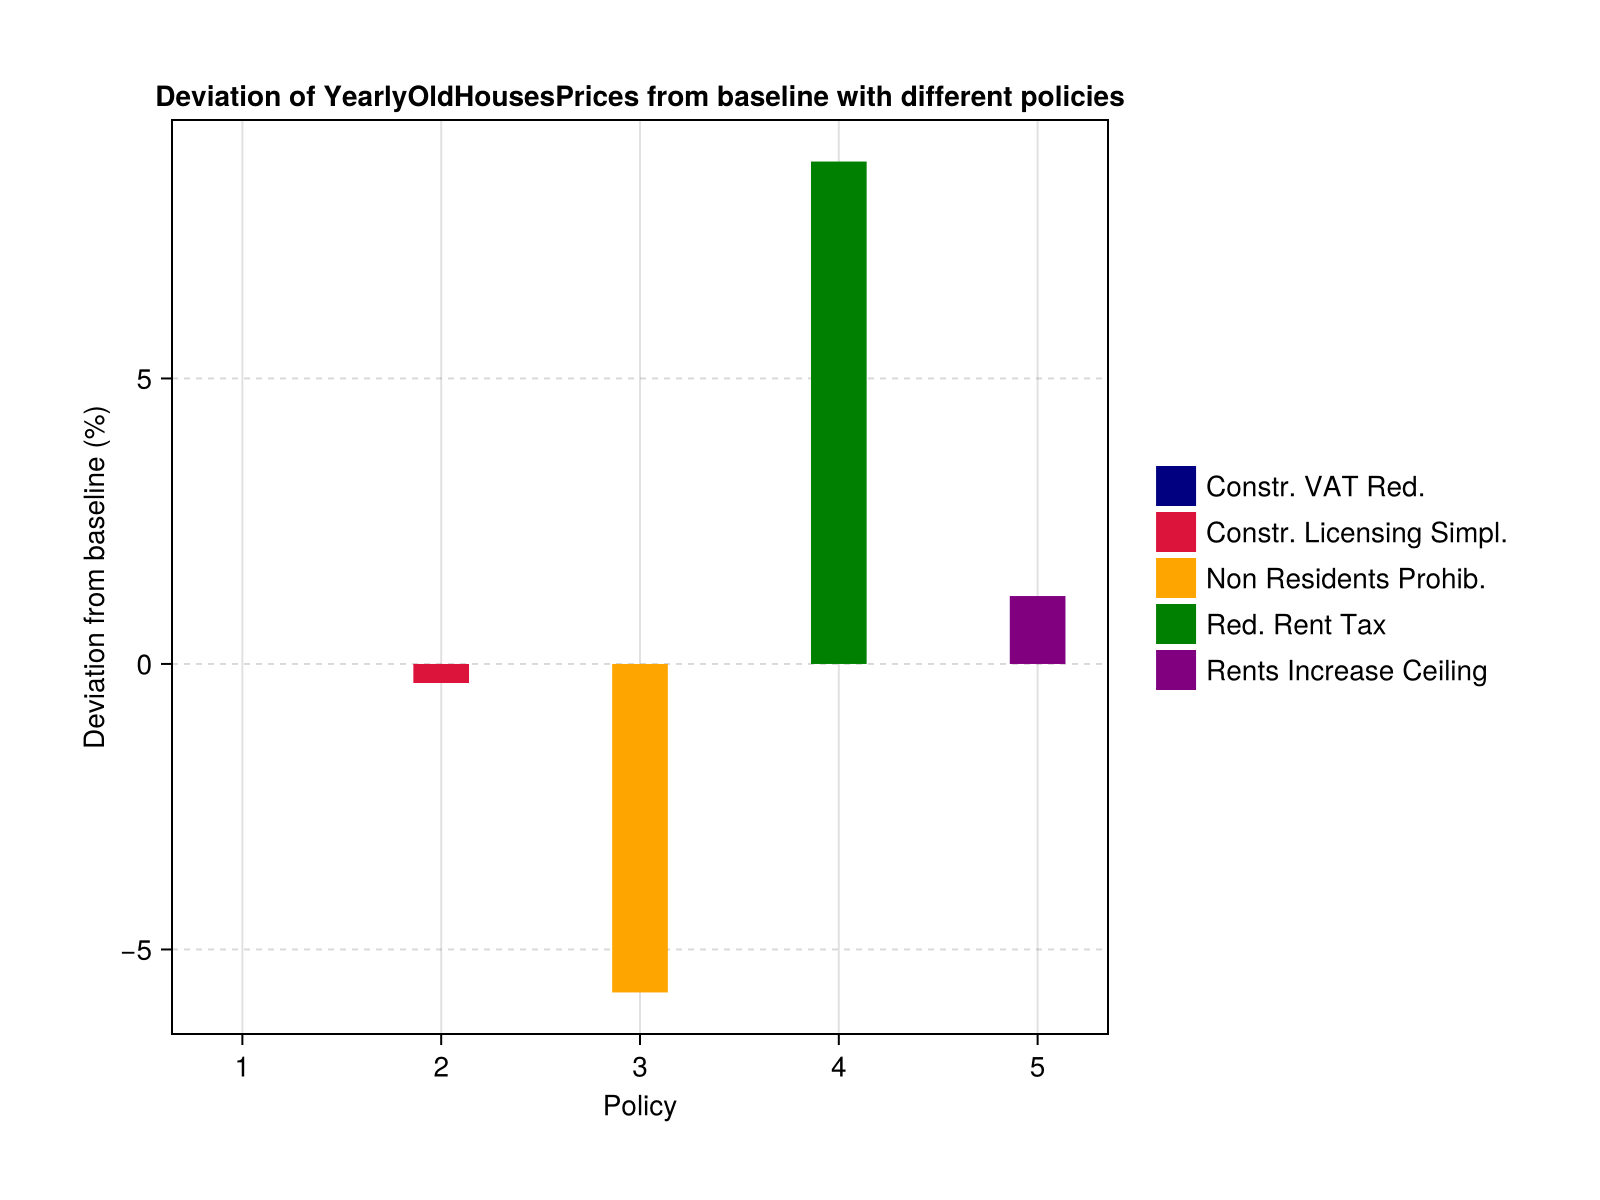 Deviation of YearlyOldHousesPrices from baseline with different policies
Deviation from baseline (%)
5
0
−5
1 2 3 4 5
Policy
Constr. VAT Red.
Constr. Licensing Simpl.
Non Residents Prohib.
Red. Rent Tax
Rents Increase Ceiling